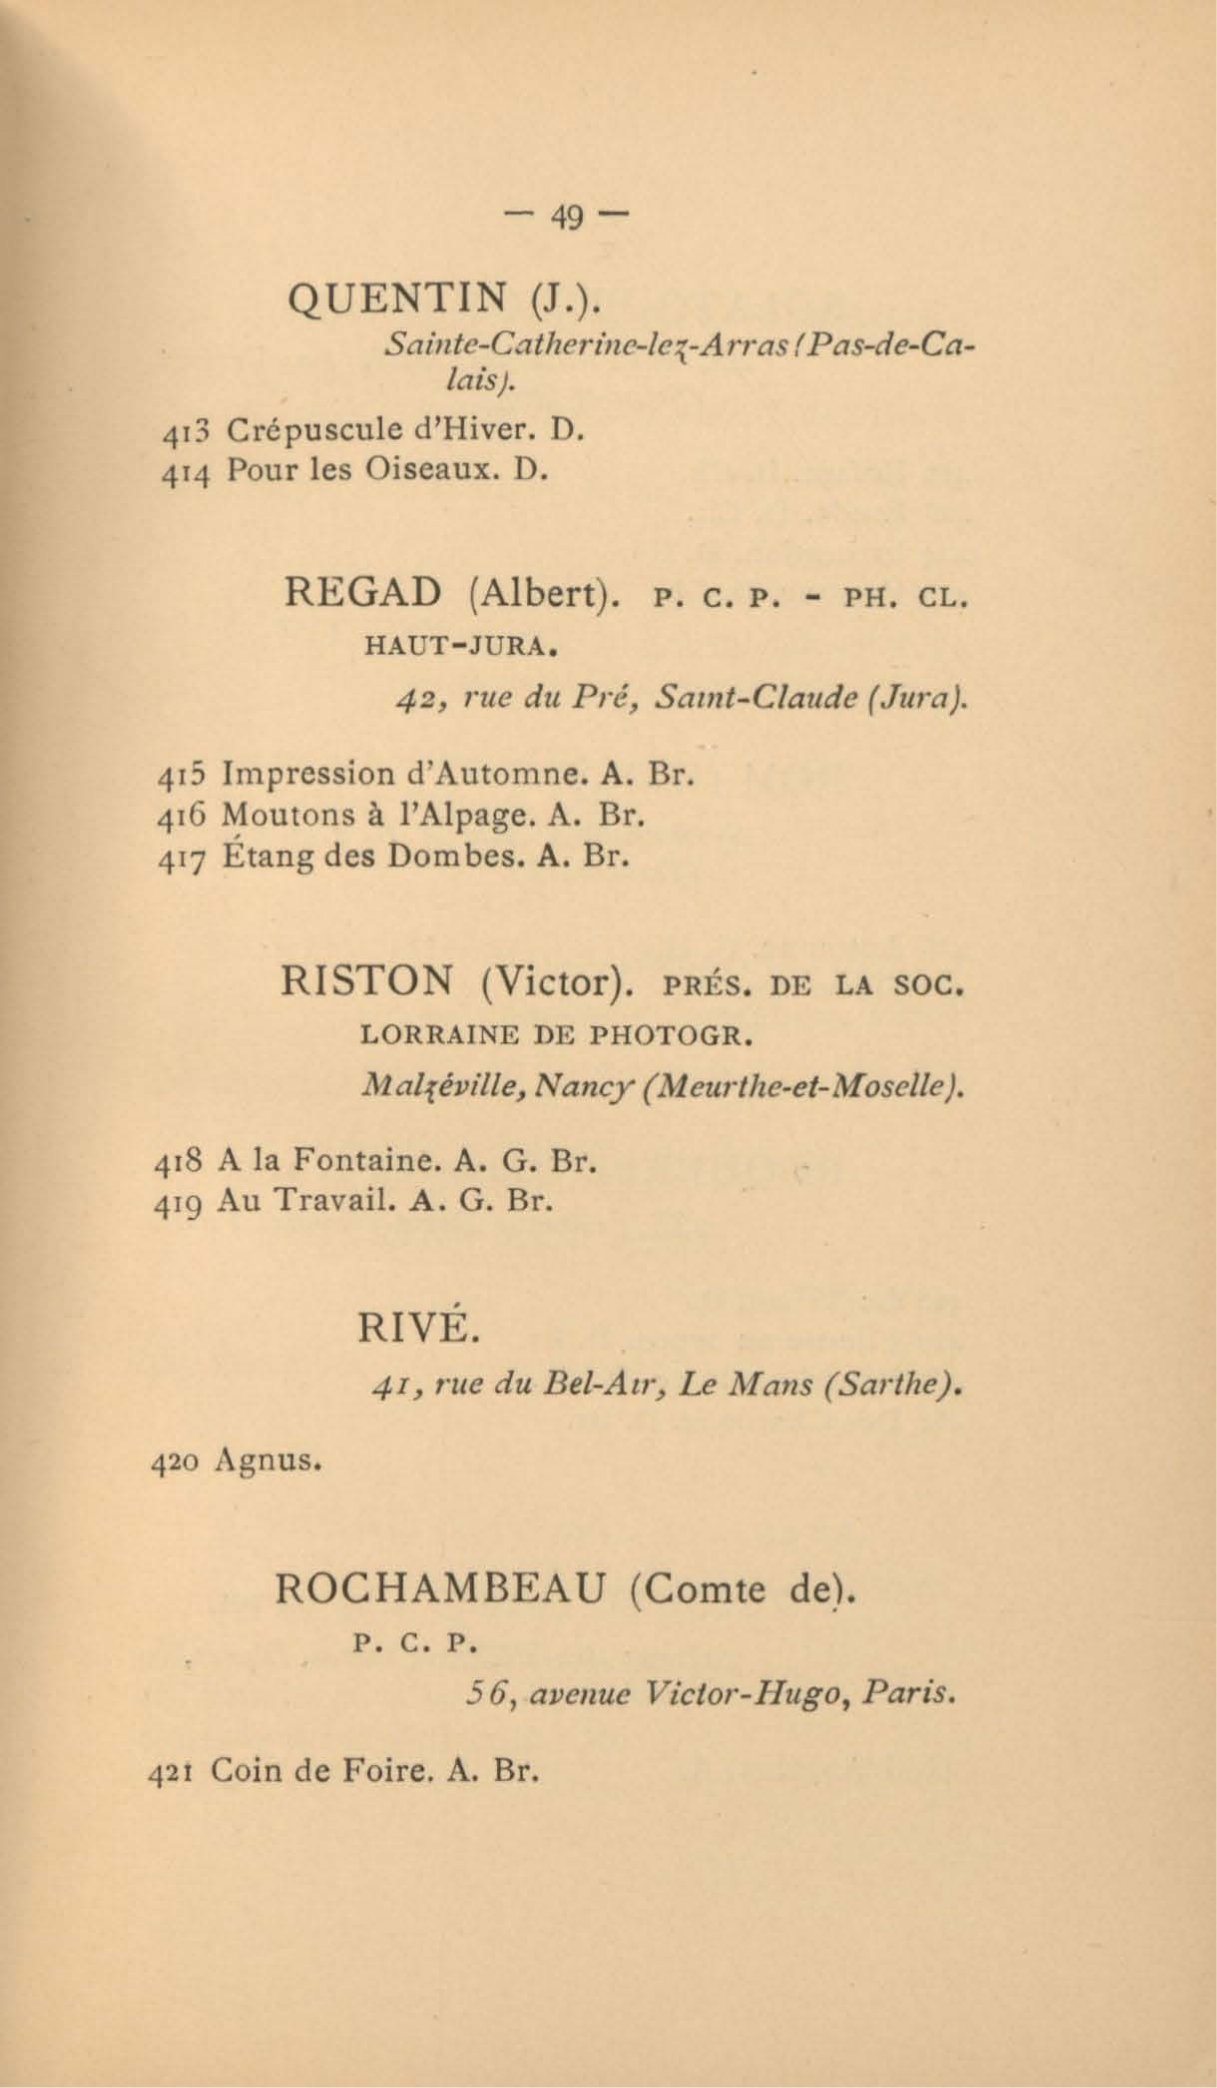 — 49 —
QUENTIN (J.).
Sainte-Catherine-lez-Arras (Pas-de-Ca-
lais).
413 Crépuscule d'Hiver. D.
414 Pour les Oiseaux. D.
REGAD (Albert). P. C. P. - PH. CL.
HAUT-JURA.
42, rue du Pré, Saint-Claude (Jura).
415 Impression d'Automne. A. Br.
416 Moutons à l'Alpage. A. Br.
417 Étang des Dombes. A. Br.
RISTON (Victor). PRÉS. DE LA SOC.
LORRAINE DE PHOTOGR.
Malzéville, Nancy (Meurthe-et-Moselle).
418 A la Fontaine. A. G. Br.
419 Au Travail. A. G. Br.
RIVÉ.
41, rue du Bel-Air, Le Mans (Sarthe).
420 Agnus.
ROCHAMBEAU (Comte de).
P. C. P.
56, avenue Victor-Hugo, Paris.
421 Coin de Foire. A. Br.